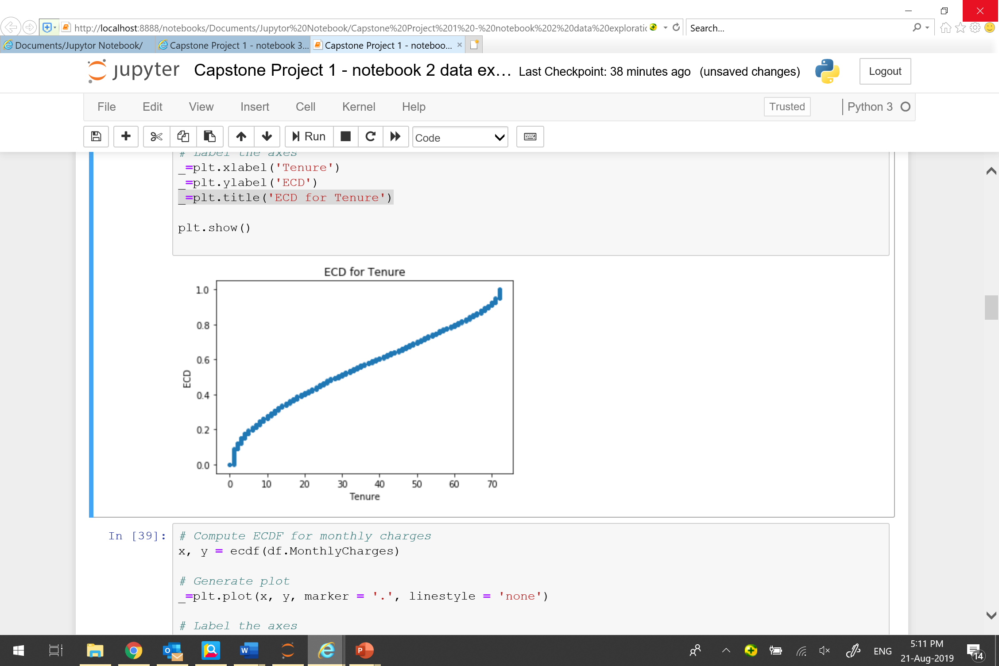 http://localhost:8888/notebooks/Documents/Jupytor%20Notebook/Capstone%20Project%201%20-%20notebook%202%20data%20exploratic
Search...
Documents/Jupytor Notebook/
Capstone Project 1 - notebook 3...
Capstone Project 1 - noteboo...
jupyter Capstone Project 1 - notebook 2 data ex... Last Checkpoint: 38 minutes ago (unsaved changes)
Logout
File Edit View Insert Cell Kernel Help
Trusted
Python 3
Run
Code
# Label the axes
_=plt.xlabel('Tenure')
_=plt.ylabel('ECD')
_=plt.title('ECD for Tenure')
plt.show()
ECD for Tenure
1.0
0.8
0.6
0.4
0.2
0.0
ECD
0 10 20 30 40 50 60 70
Tenure
In [39]:
# Compute ECDF for monthly charges
x, y = ecdf(df.MonthlyCharges)
# Generate plot
_=plt.plot(x, y, marker = '.', linestyle = 'none')
# Label the axes
ENG
5:11 PM
21-Aug-2019
14